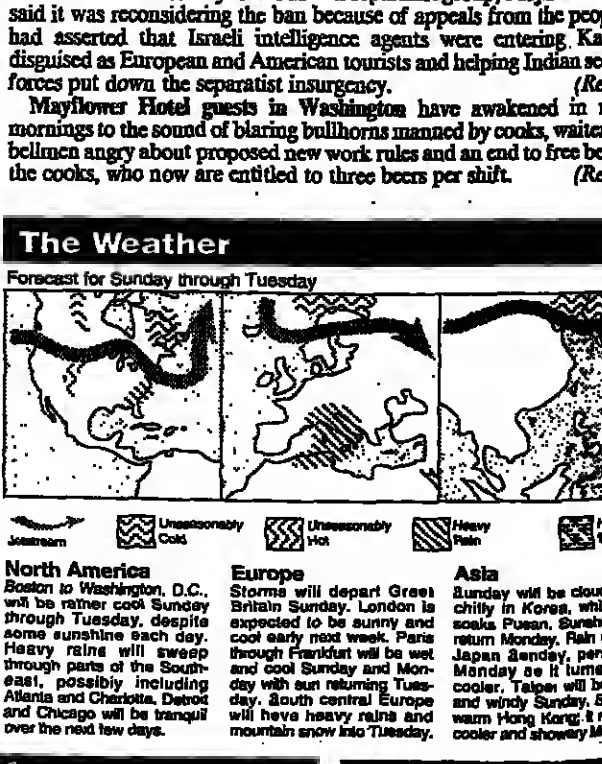 said it was reconsidering the ban because of appeals from the peo
had asserted that Israeli intelligence agents were entering Ka
disguised as European and American tourists and helping Indian se
forces put down the separatist insurgency. (Re
Mayflower Hotel guests in Washington have awakened in
mornings to the sound of blaring bullhorns manned by cooks, waite
bellmen angry about proposed new work rules and an end to free be
the cooks, who now are entitled to three beers per shift. (Re
The Weather
Forecast for Sunday through Tuesday
Jetstream
Unseasonably
Cold
Unseasonably
Hot
Heavy
Rain
North America
Boston to Washington, D.C.,
will be rather cool Sunday
through Tuesday, despite
some sunshine each day.
Heavy rains will sweep
through parts of the South-
east, possibly including
Atlanta and Charlotte. Detroit
and Chicago will be tranquil
over the next few days.
Europe
Storms will depart Great
Britain Sunday. London is
expected to be sunny and
cool early next week. Paris
through Frankfurt will be wet
and cool Sunday and Mon-
day with sun returning Tues-
day. South central Europe
will have heavy rains and
mountain snow into Tuesday.
Asia
Sunday will be clou
chilly in Korea, whi
soaks Pusan. Sunsh
return Monday. Rain
Japan Sunday, per
Monday as it turns
cooler. Taipei will b
and windy Sunday. 
warm Hong Kong; it
cooler and showery M